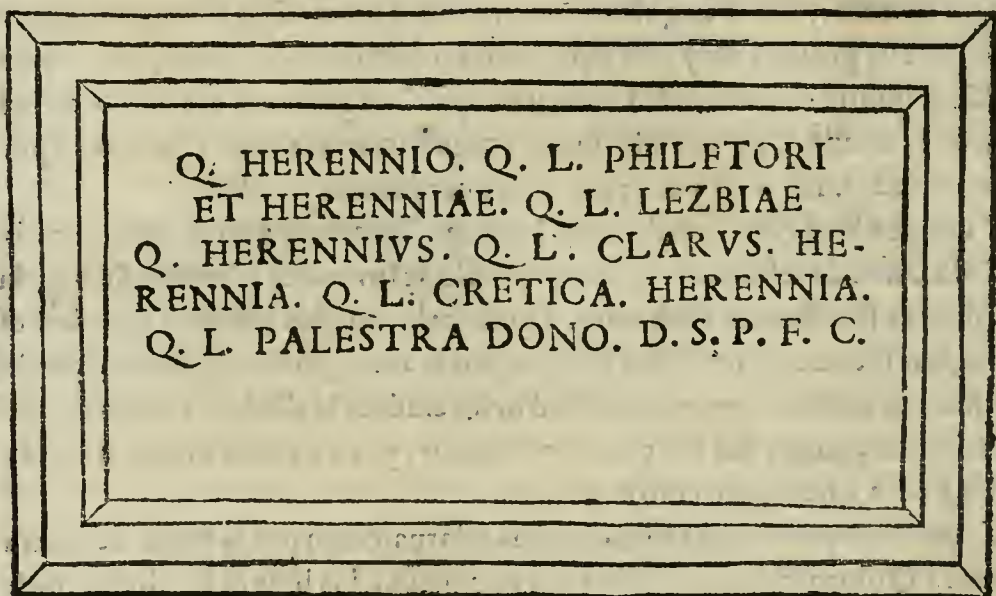 Q. HERENNIO. Q. L. PHILETORI
ET HERENNIAE. Q. L. LEZBIAE
Q. HERENNIVS. Q. L. CLARVS. HE-
RENNIA. Q. L. CRETICA. HERENNIA.
Q. L. PALESTRA DONO. D. S. P. F. C.